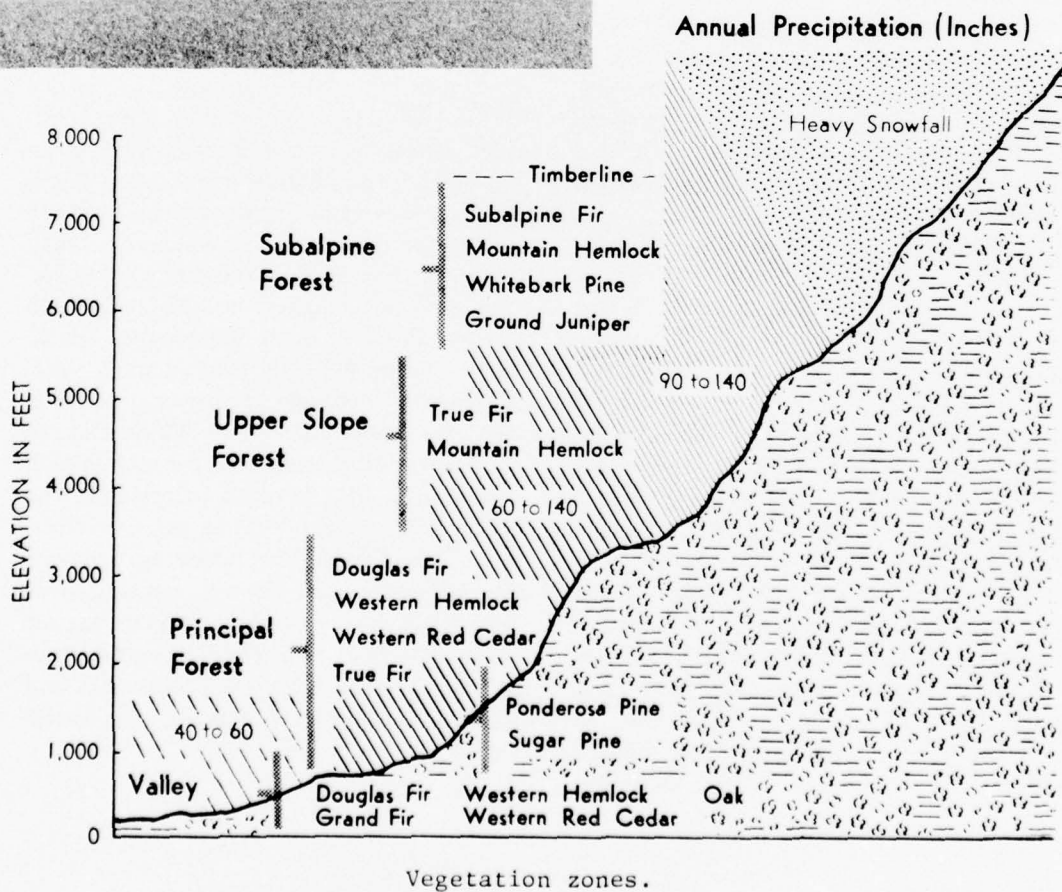 Annual Precipitation (Inches)
Heavy Snowfall
8,000
Timberline
7,000
Subalpine Fir
Subalpine
Forest
Mountain Hemlock
Whitebark Pine
6,000
Ground Juniper
90 to 140
5,000
Upper Slope
Forest
True Fir
Mountain Hemlock
4,000
60 to 140
ELEVATION IN FEET
3,000
Douglas Fir
Western Hemlock
Principal
Forest
Western Red Cedar
2,000
True Fir
Ponderosa Pine
40 to 60
Sugar Pine
1,000
Valley
Douglas Fir Western Hemlock Oak
Grand Fir Western Red Cedar
0
Vegetation zones.